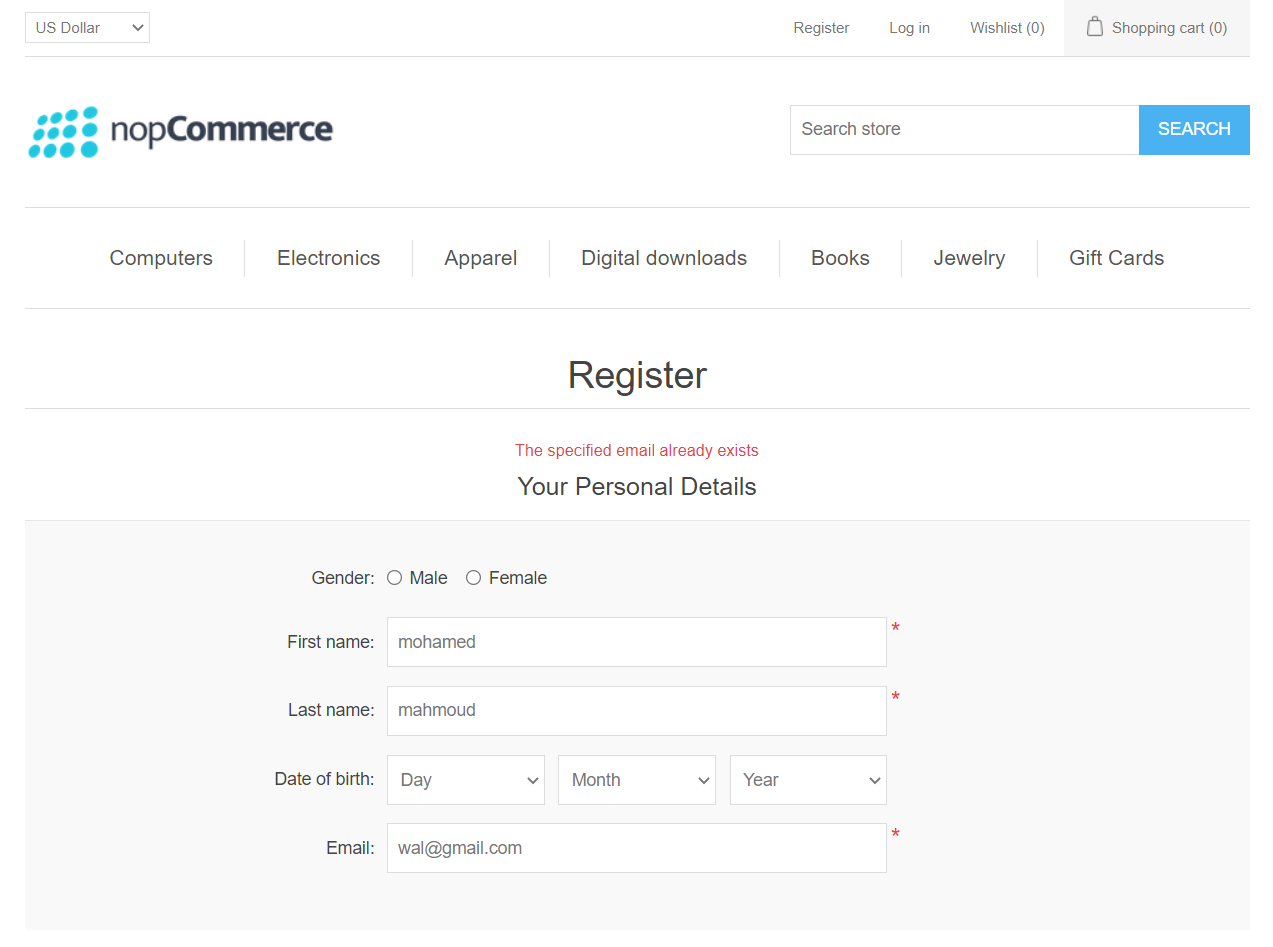 US Dollar Register Log in Wishlist (0) Shopping cart (0)
nopCommerce Search store SEARCH
Computers Electronics Apparel Digital downloads Books Jewelry Gift Cards
Register
The specified email already exists
Your Personal Details
Gender: Male Female
First name: mohamed *
Last name: mahmoud *
Date of birth: Day Month Year
Email: wal@gmail.com *